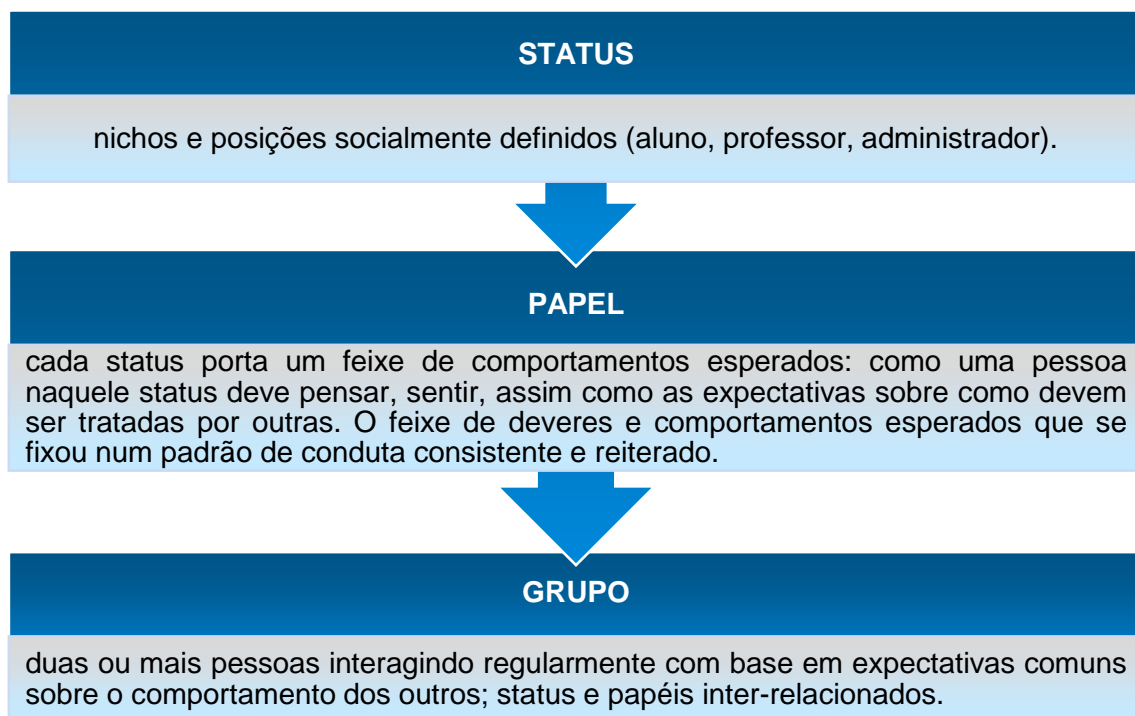 STATUS
nichos e posições socialmente definidos (aluno, professor, administrador).
PAPEL
cada status porta um feixe de comportamentos esperados: como uma pessoa
naquele status deve pensar, sentir, assim como as expectativas sobre como devem
ser tratadas por outras. O feixe de deveres e comportamentos esperados que se
fixou num padrão de conduta consistente e reiterado.
GRUPO
duas ou mais pessoas interagindo regularmente com base em expectativas comuns
sobre o comportamento dos outros; status e papéis inter-relacionados.